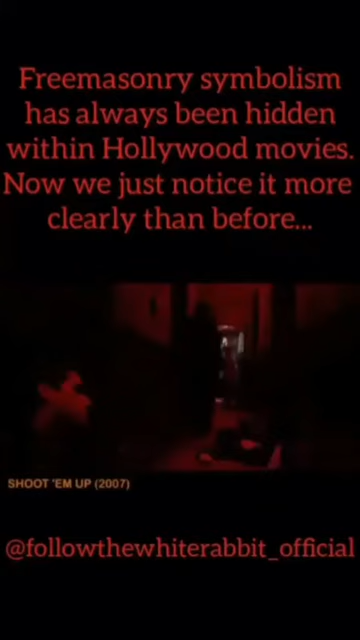 Freemasonry symbolism
has always been hidden
within Hollywood movies.
Now we just notice it more
clearly than before...
SHOOT 'EM UP (2007)
@followthewhiterabbit_official